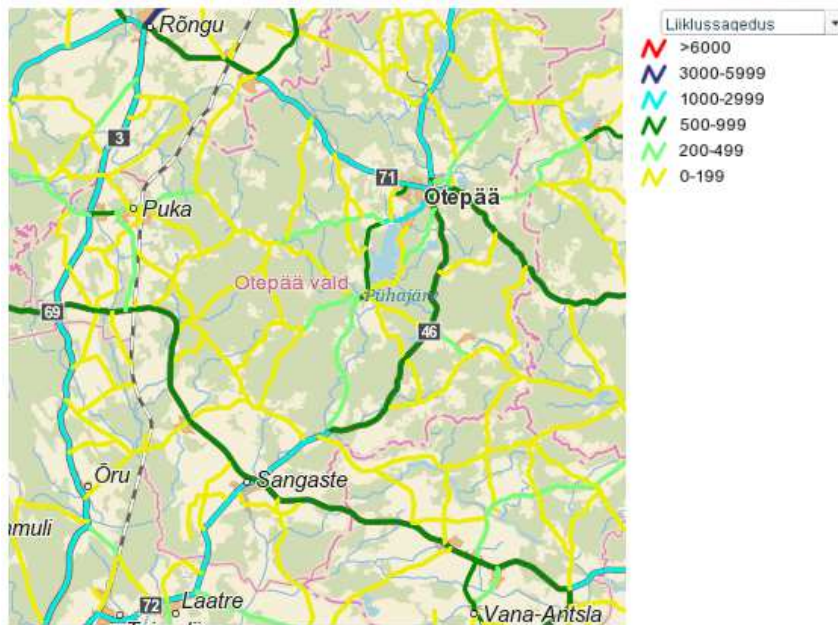 Rõngu
3
71
Otepää
Puka
Otepää vald
Pühajärv
69
46
Õru
Sangaste
72
Laatre
Vana-Antsla
Liiklussagedus
>6000
3000-5999
1000-2999
500-999
200-499
0-199